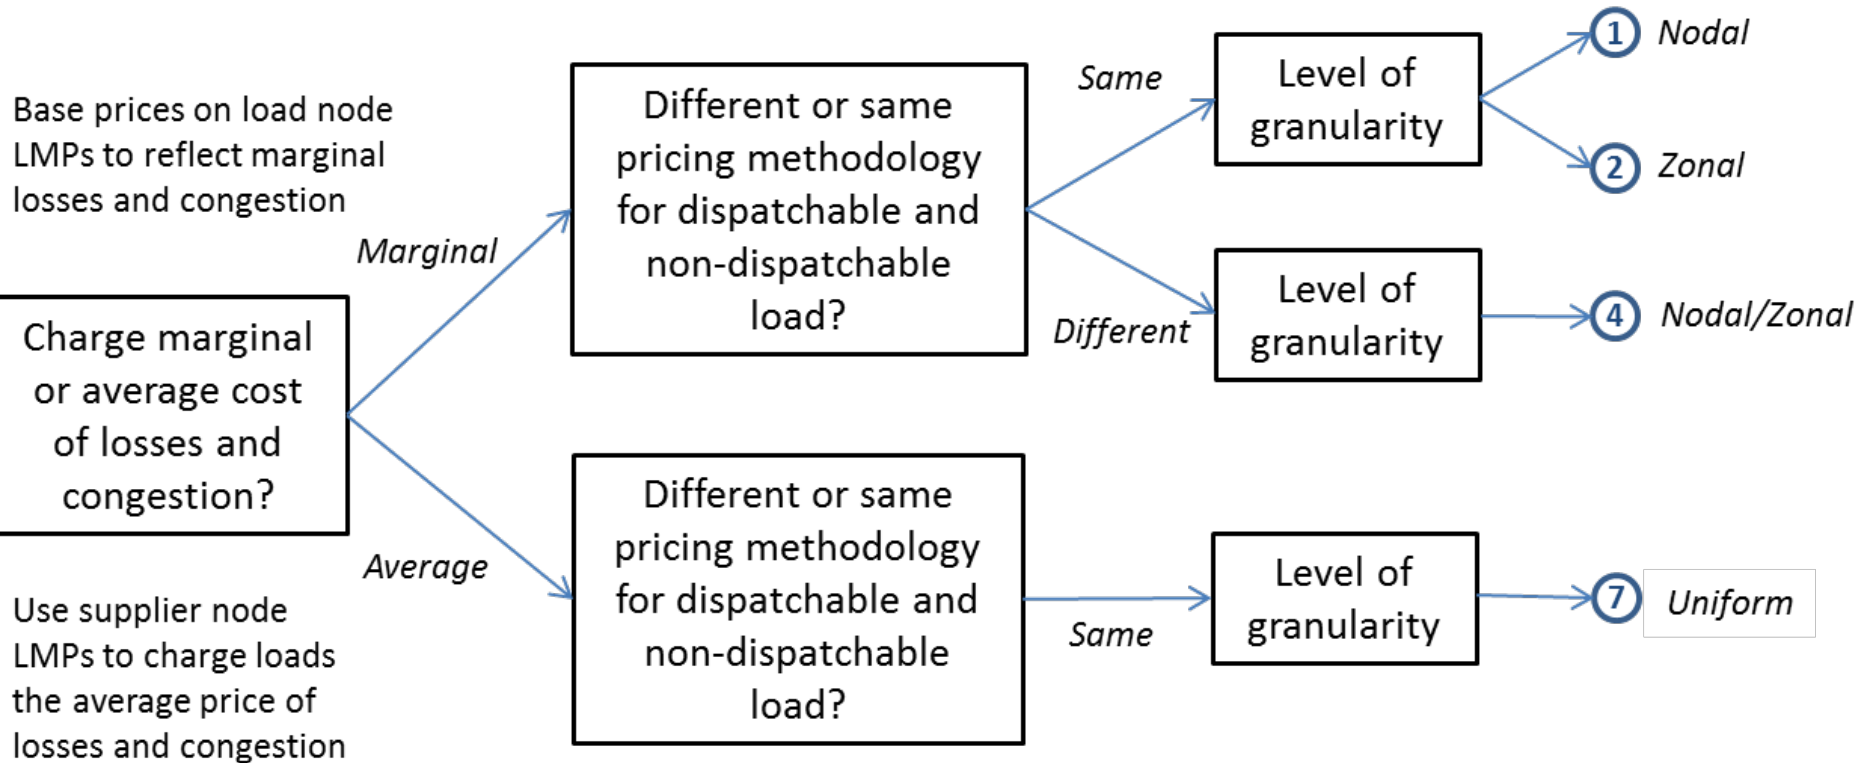 Base prices on load node
LMPs to reflect marginal
losses and congestion
Marginal
Charge marginal
or average cost
of losses and
congestion?
Average
Use supplier node
LMPs to charge loads
the average price of
losses and congestion
Different or same
pricing methodology
for dispatchable and
non-dispatchable
load?
Same
Different
Level of
granularity
1 Nodal
2 Zonal
Level of
granularity
4 Nodal/Zonal
Different or same
pricing methodology
for dispatchable and
non-dispatchable
load?
Same
Level of
granularity
7 Uniform